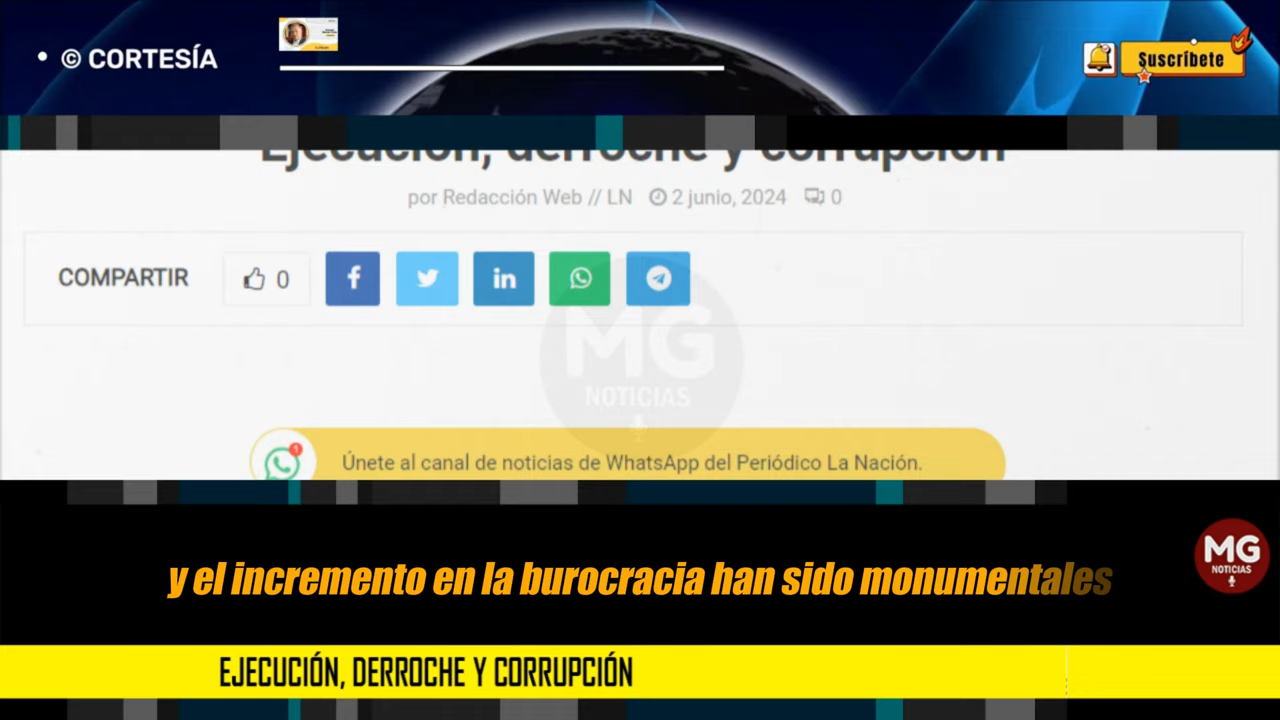 • © CORTESÍA
Suscríbete
Ejecución, derroche y corrupción
por Redacción Web // LN 2 junio, 2024 0
COMPARTIR 0
MG
NOTICIAS
1
Únete al canal de noticias de WhatsApp del Periódico La Nación.
y el incremento en la burocracia han sido monumentales
MG
NOTICIAS
EJECUCIÓN, DERROCHE Y CORRUPCIÓN